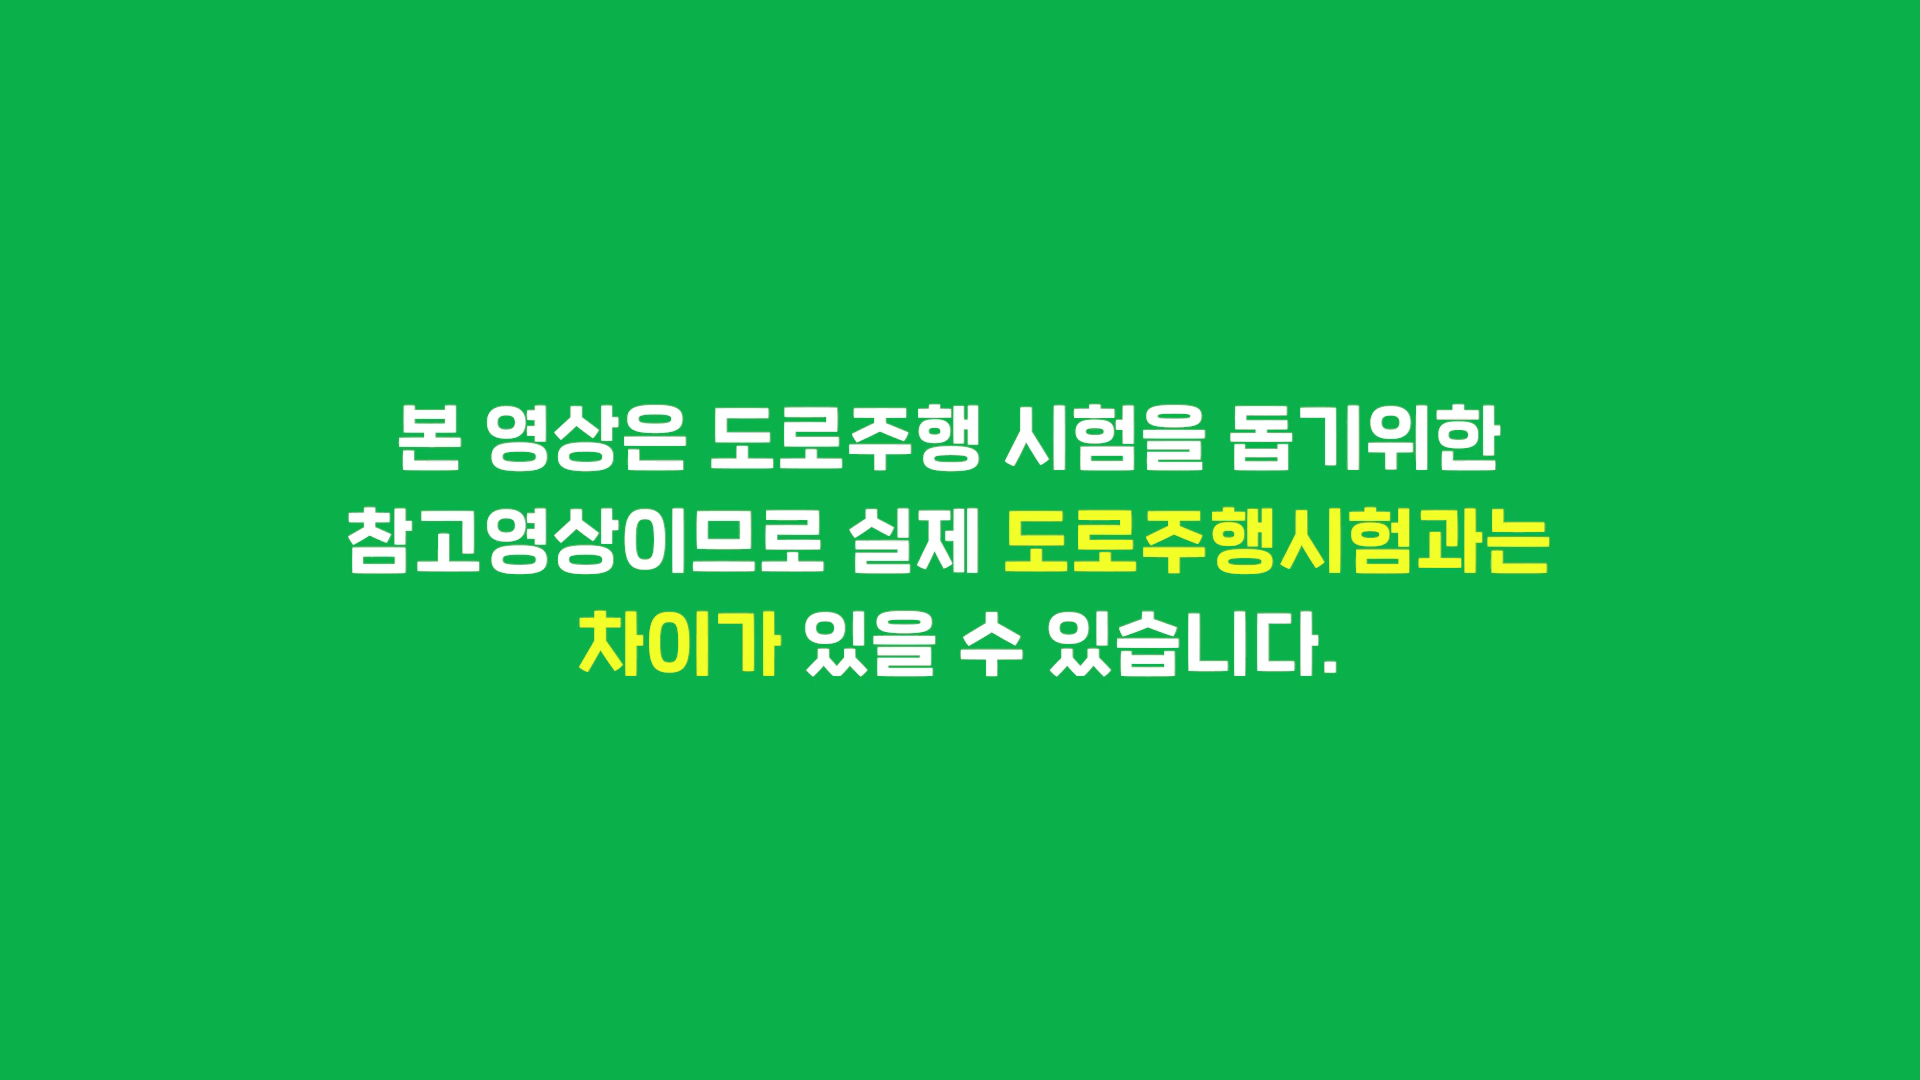 본 영상은 도로주행 시험을 돕기위한
참고영상이므로 실제 도로주행시험과는
차이가 있을 수 있습니다.